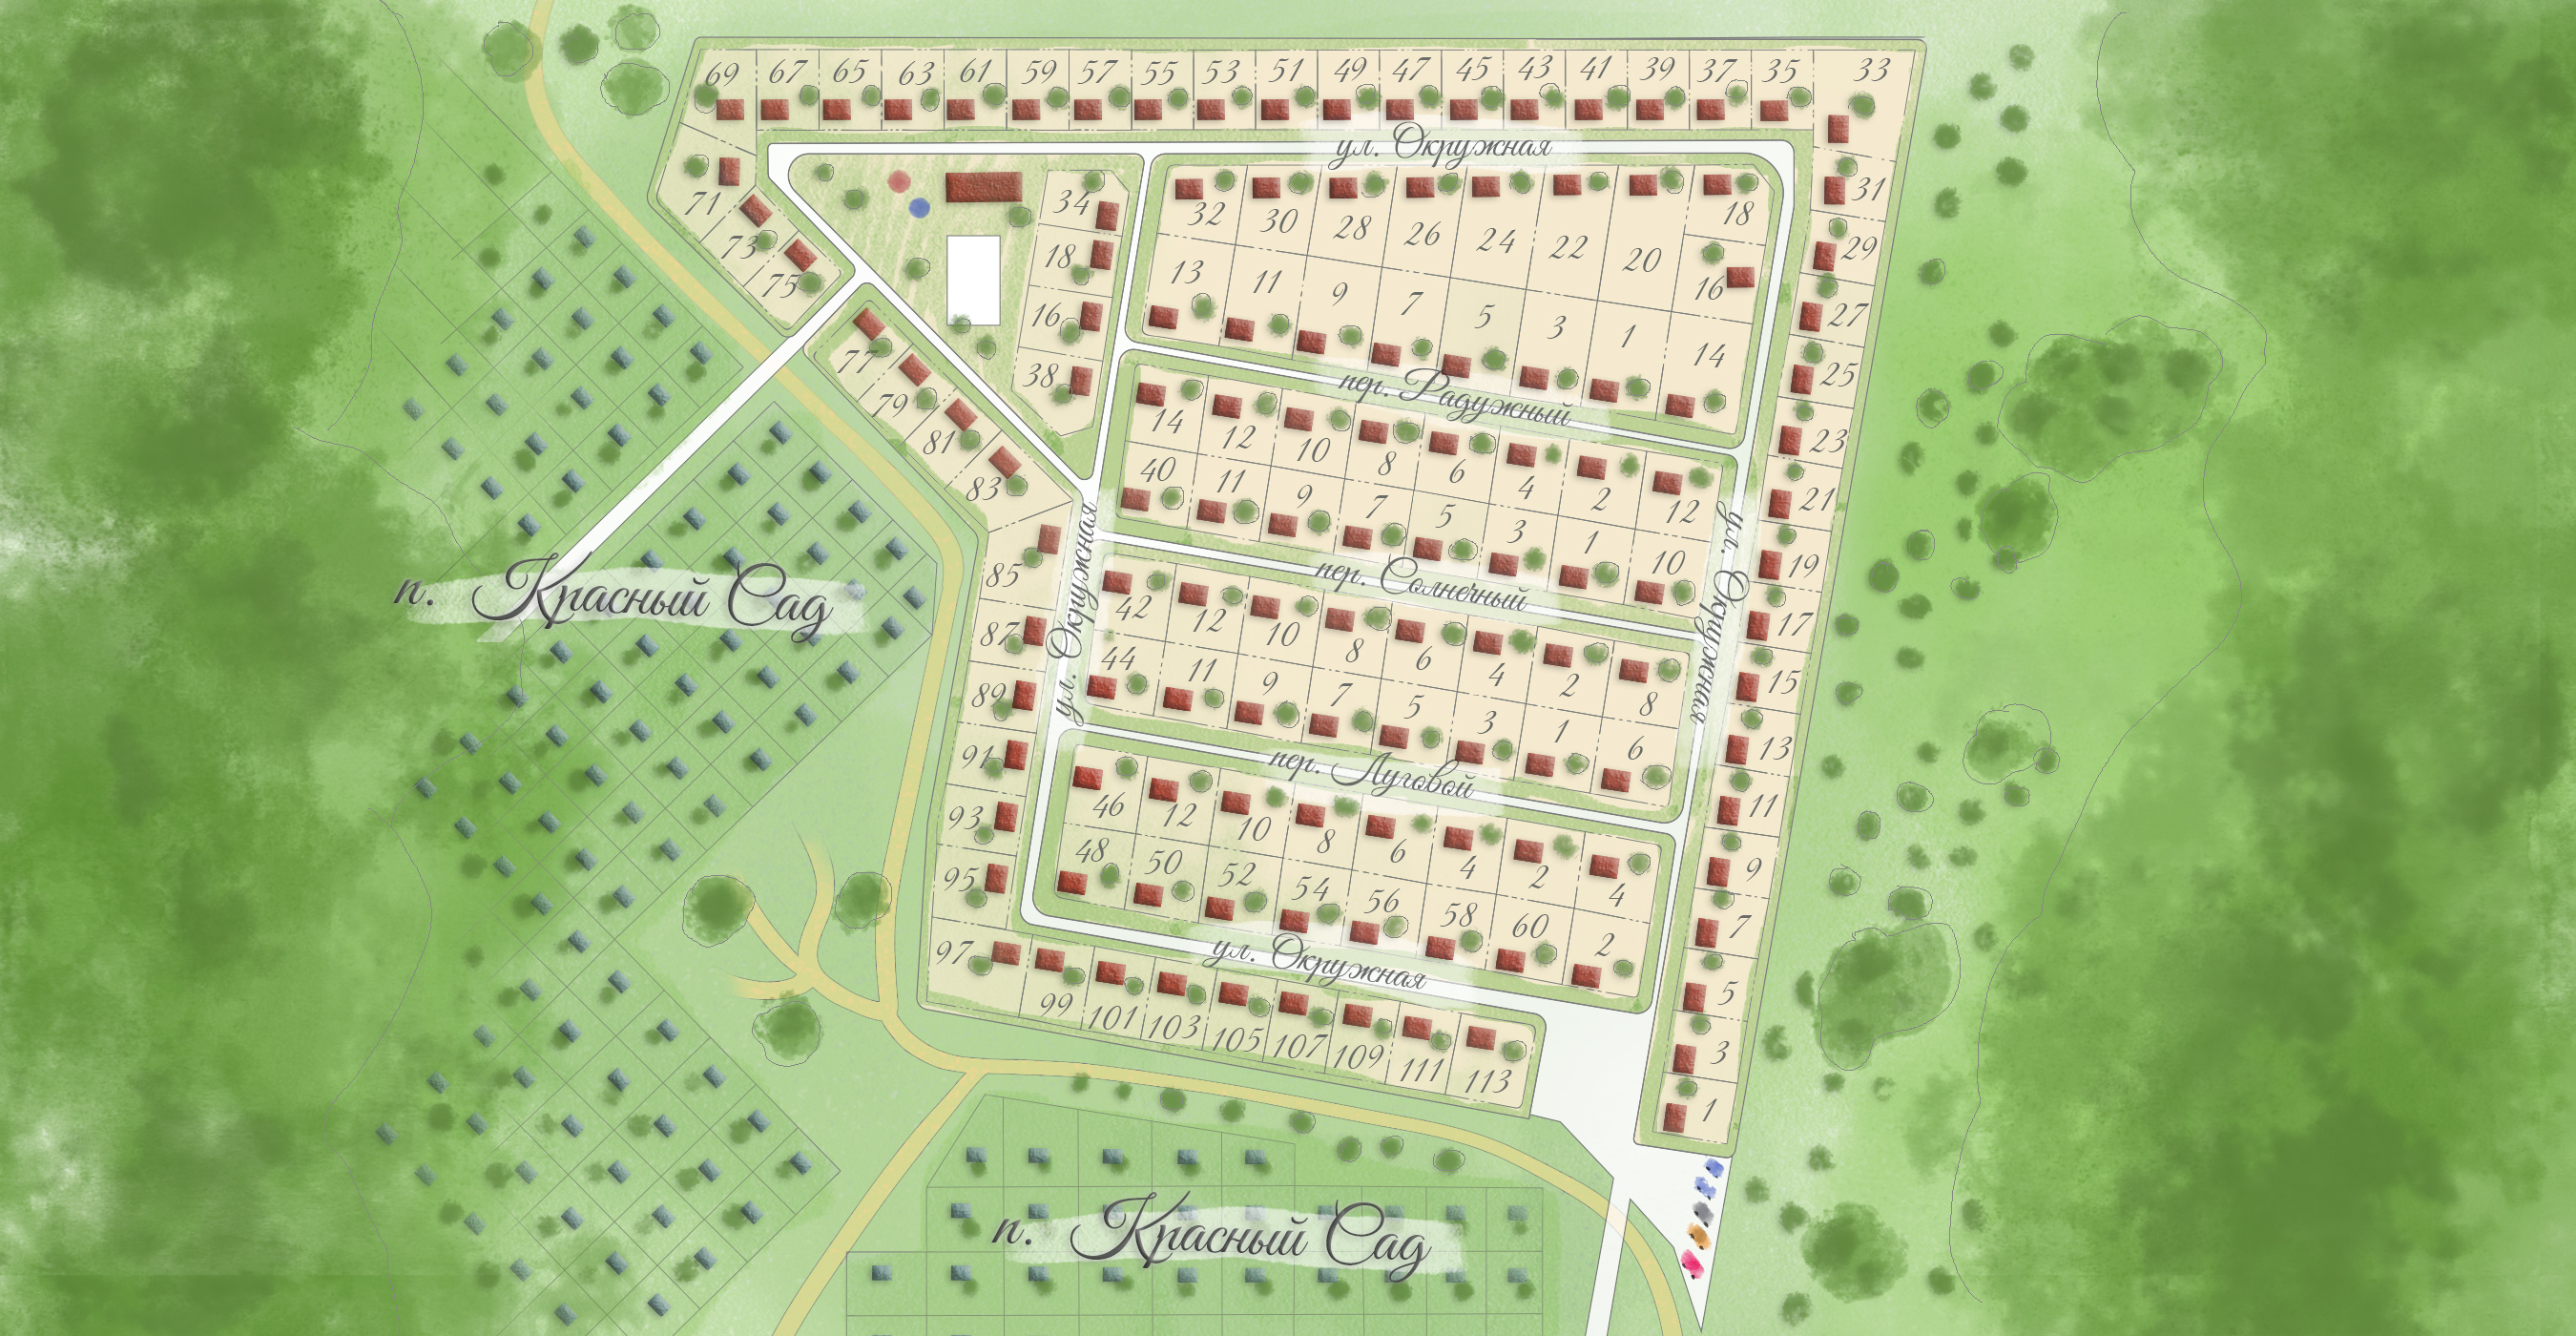 69 67 65 63 61 59 57 55 53 51 49 47 45 43 41 39 37 35 33
ул. Окружная
71 73 75
34 18 16 38
32 30 28 26 24 22 20 18
16
13 11 9 7 5 3 1 14
31 29 27 25 23 21 19 17 15 13 11 9 7 5 3 1
77 79 81 83
пер. Радужный
14 12 10 8 6 4 2 12
40 11 9 7 5 3 1 10
ул. Окружная
ул. Окружная
пер. Солнечный
п. Красный Сад
85 87 89 91 93 95 97
42 12 10 8 6 4 2 8
44 11 9 7 5 3 1 6
пер. Луговой
46 12 10 8 6 4 2 4
48 50 52 54 56 58 60 2
ул. Окружная
99 101 103 105 107 109 111 113
п. Красный Сад